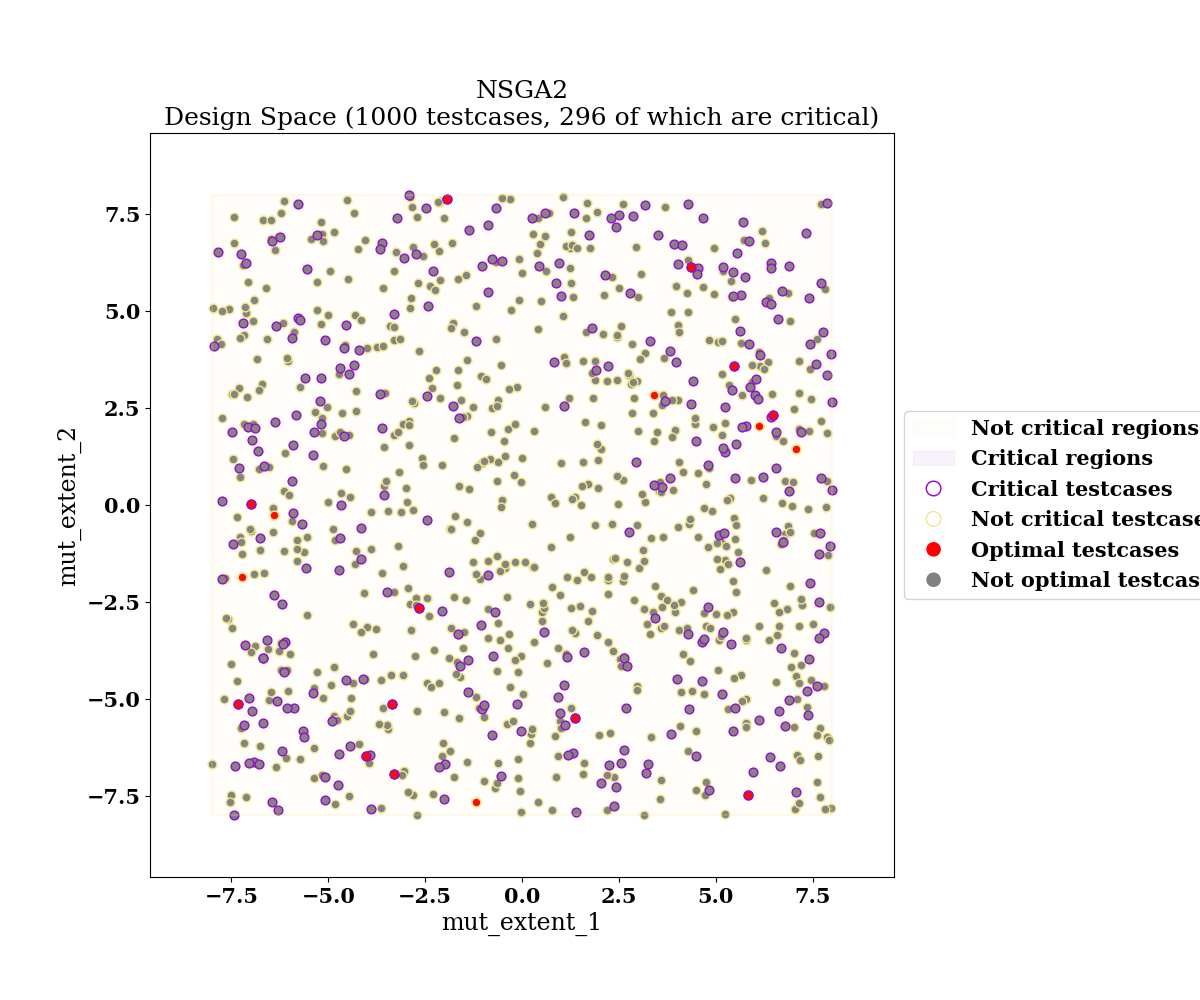 NSGA2
Design Space (1000 testcases, 296 of which are critical)
7.5
5.0
2.5
0.0
−2.5
−5.0
−7.5
mut_extent_2
−7.5 −5.0 −2.5 0.0 2.5 5.0 7.5
mut_extent_1
Not critical regions
Critical regions
Critical testcases
Not critical testcase
Optimal testcases
Not optimal testcas